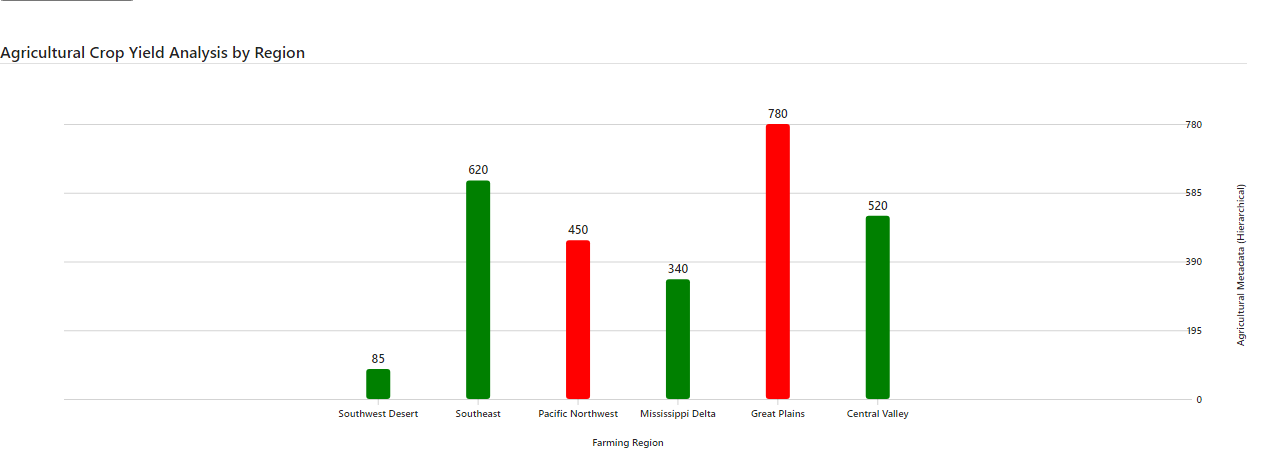 Agricultural Crop Yield Analysis by Region
780
620
450
340
85
520
780
585
390
195
0
Agricultural Metadata (Hierarchical)
Southwest Desert
Southeast
Pacific Northwest
Mississippi Delta
Great Plains
Central Valley
Farming Region